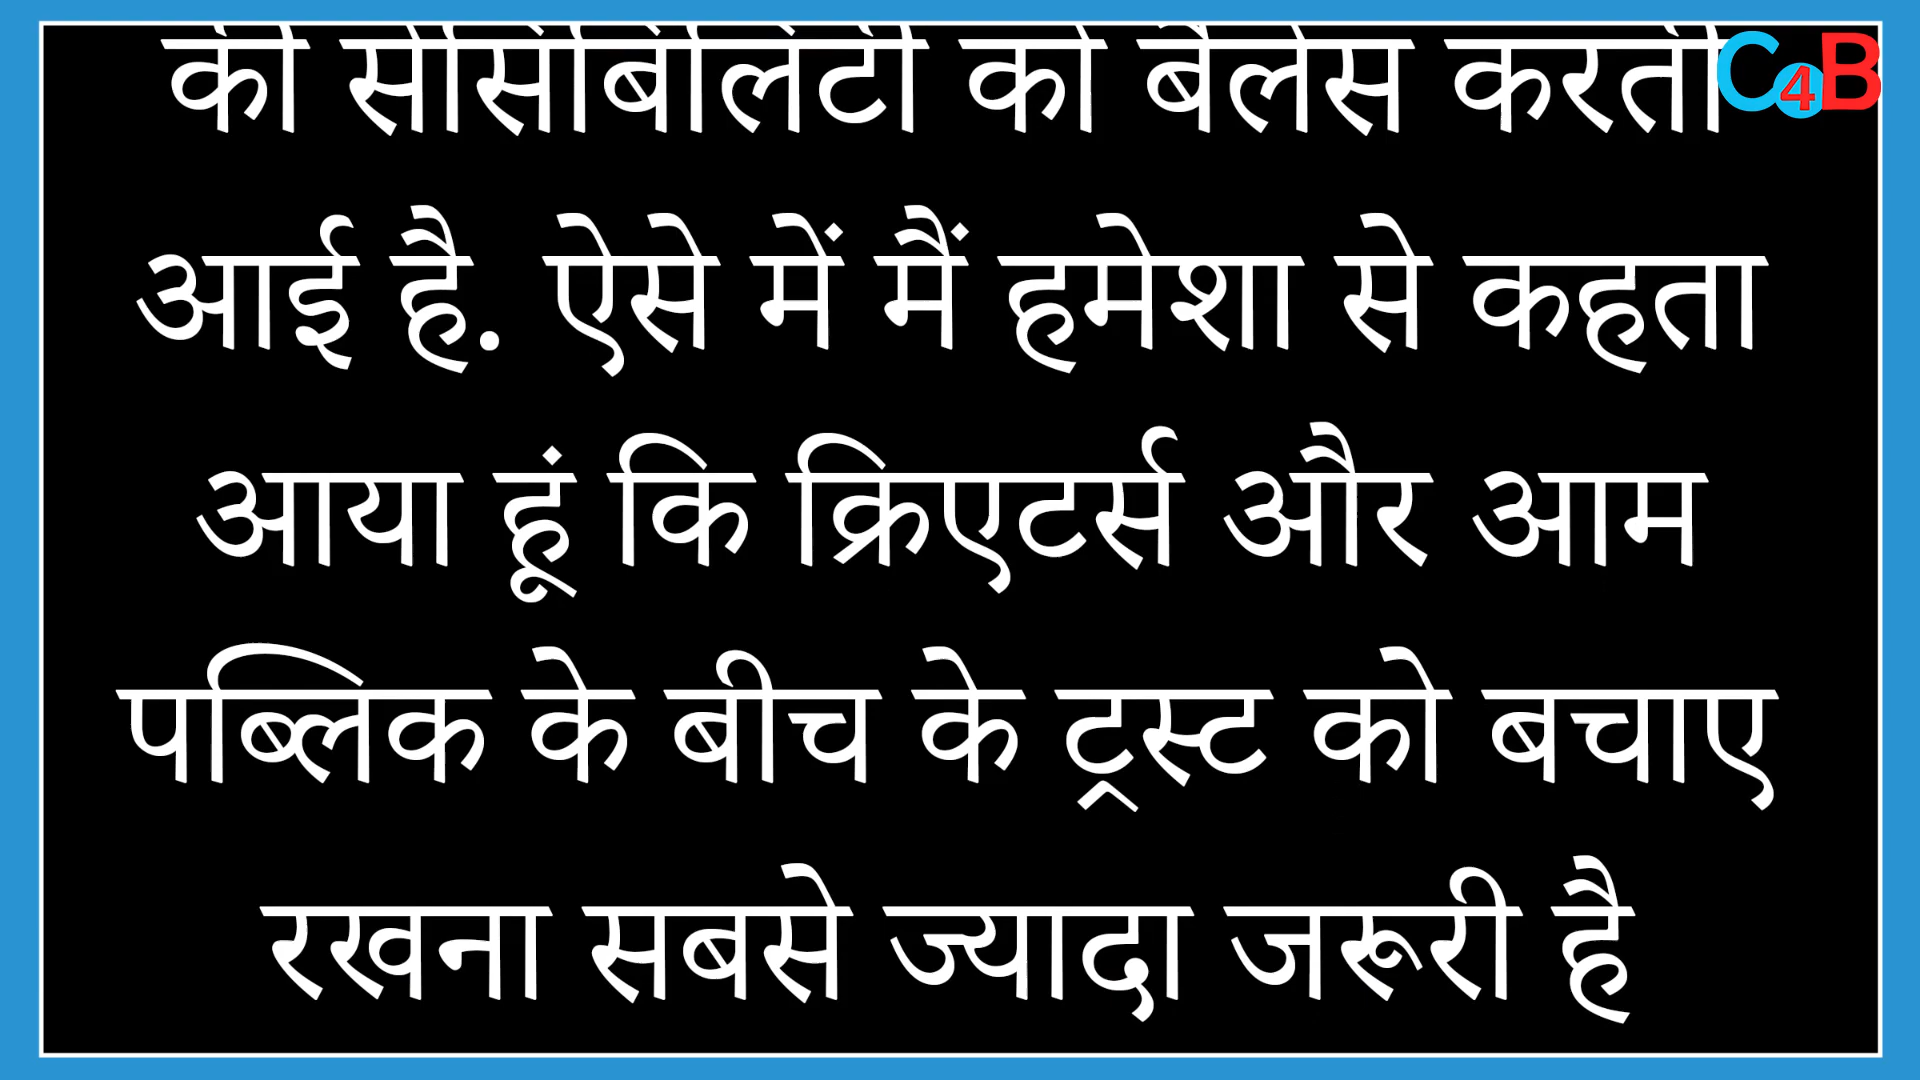 की सेंसिबिलिटी को बैलेंस करती
C4B
आई है. ऐसे में मैं हमेशा से कहता
आया हूं कि क्रिएटर्स और आम
पब्लिक के बीच के ट्रस्ट को बचाए
रखना सबसे ज्यादा जरूरी है